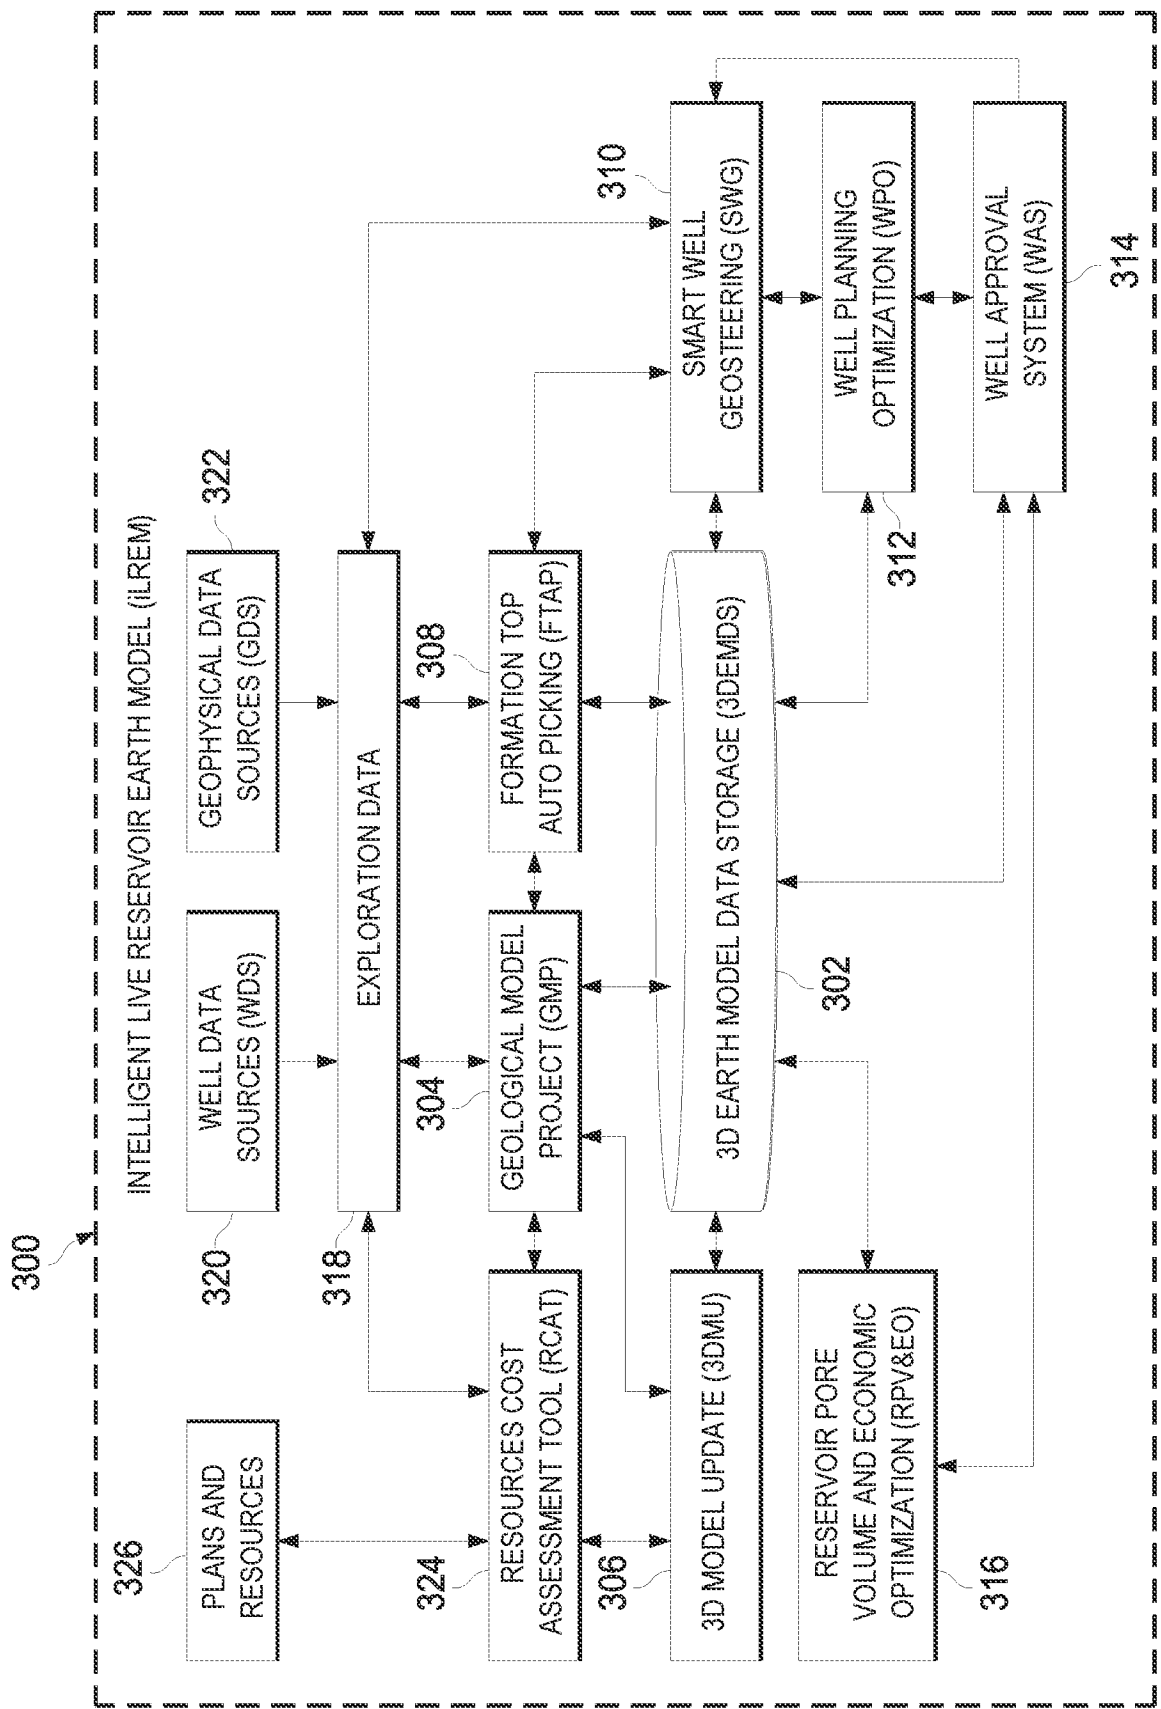 300
INTELLIGENT LIVE RESERVOIR EARTH MODEL (iLREM)
326
PLANS AND
RESOURCES
320
WELL DATA
SOURCES (WDS)
322
GEOPHYSICAL DATA
SOURCES (GDS)
318
EXPLORATION DATA
324
RESOURCES COST
ASSESSMENT TOOL (RCAT)
304
GEOLOGICAL MODEL
PROJECT (GMP)
308
FORMATION TOP
AUTO PICKING (FTAP)
306
3D MODEL UPDATE (3DMU)
3D EARTH MODEL DATA STORAGE (3DEMDS)
302
310
SMART WELL
GEOSTEERING (SWG)
RESERVOIR PORE
VOLUME AND ECONOMIC
OPTIMIZATION (RPV&EO)
316
WELL PLANNING
OPTIMIZATION (WPO)
312
WELL APPROVAL
SYSTEM (WAS)
314